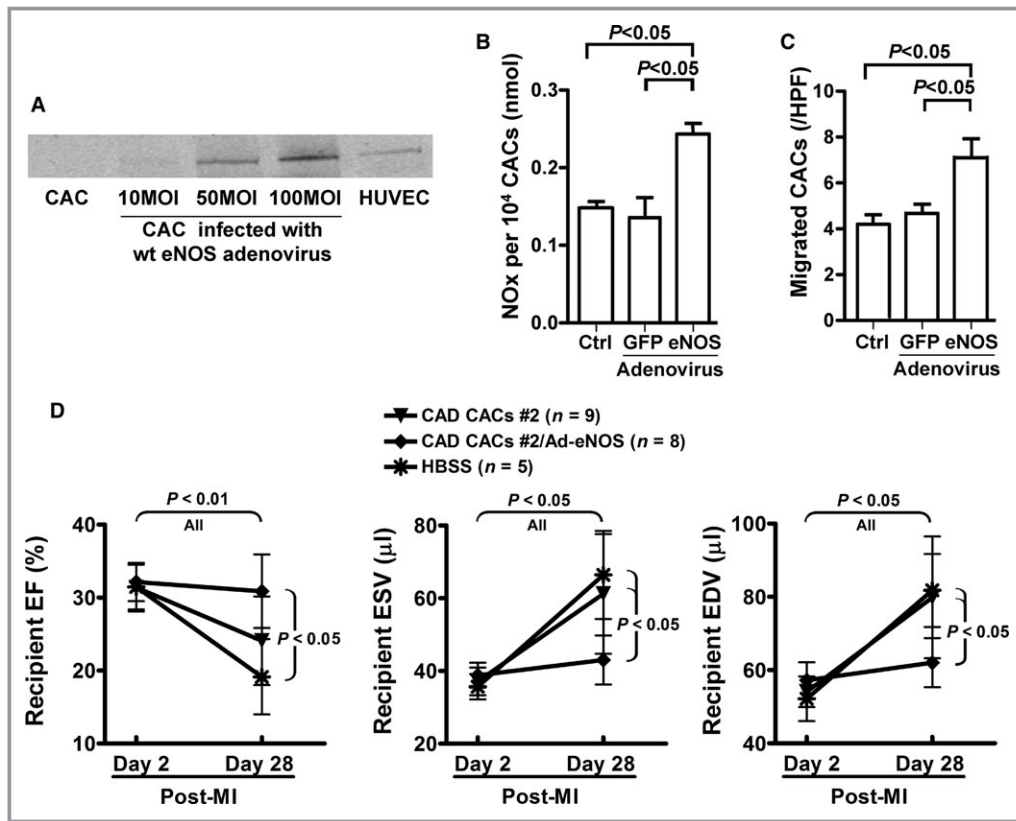 A
CAC 10MOI 50MOI 100MOI HUVEC
CAC infected with
wt eNOS adenovirus
B
P<0.05
P<0.05
NOx per 10⁴ CACs (nmol)
0.3
0.2
0.1
0.0
Ctrl GFP eNOS
Adenovirus
C
P<0.05
P<0.05
Migrated CACs (/HPF)
10
8
6
4
2
0
Ctrl GFP eNOS
Adenovirus
D
CAD CACs #2 (n = 9)
CAD CACs #2/Ad-eNOS (n = 8)
HBSS (n = 5)
P < 0.01
All
Recipient EF (%)
40
30
20
10
P < 0.05
Day 2 Day 28
Post-MI
P < 0.05
All
Recipient ESV (µl)
80
60
40
20
P < 0.05
Day 2 Day 28
Post-MI
P < 0.05
All
Recipient EDV (µl)
100
80
60
40
P < 0.05
Day 2 Day 28
Post-MI